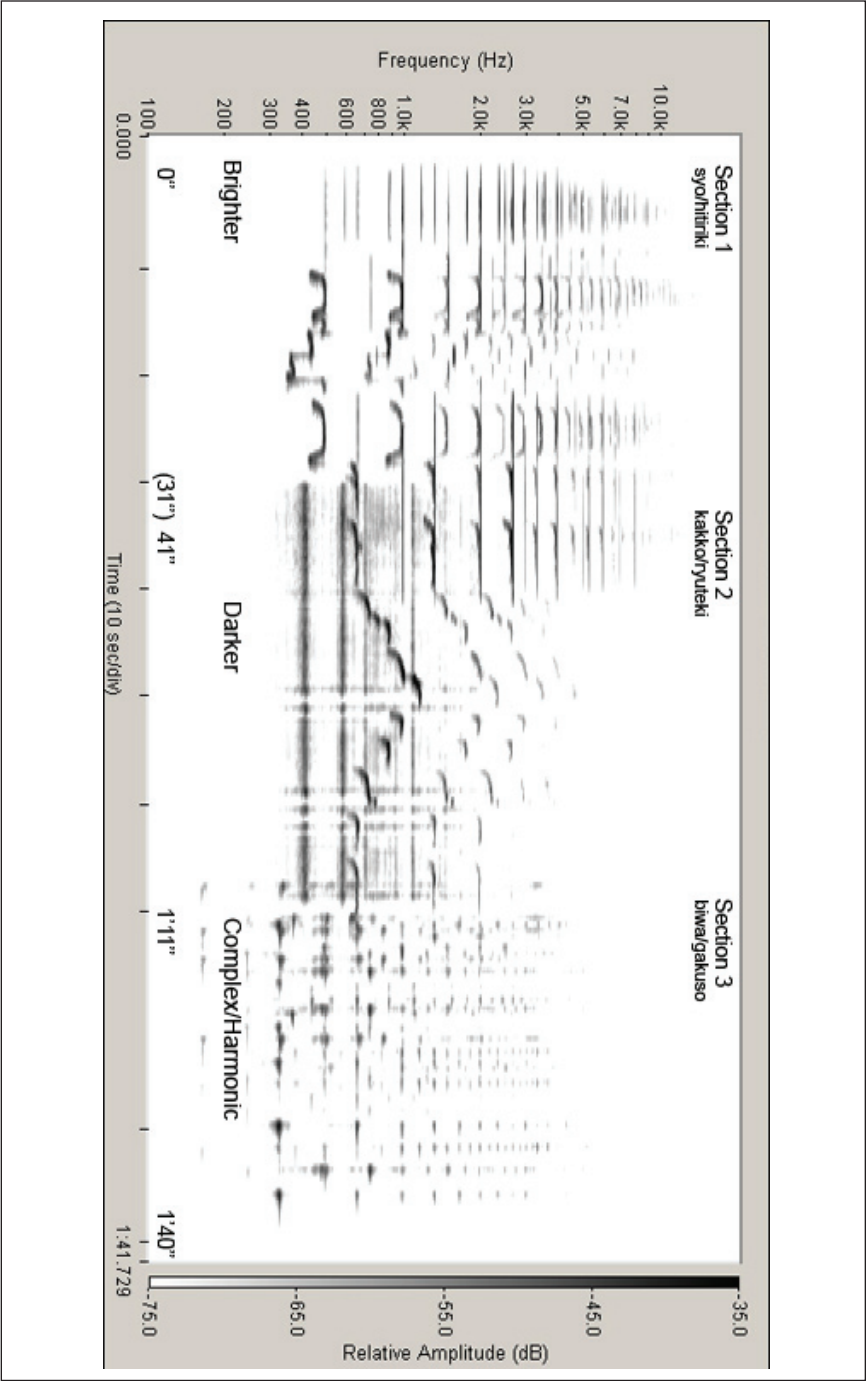 Frequency (Hz)
100
200
300
400
600
800
1.0k
2.0k
3.0k
5.0k
7.0k
10.0k
Section 1
syo/hitiriki
Section 2
kakko/ryuteki
Section 3
biwa/gakuso
Brighter
Darker
Complex/Harmonic
0"
(31") 41"
1'11"
1'40"
0.000
Time (10 sec/div)
1:41.729
-75.0
-65.0
-55.0
-45.0
-35.0
Relative Amplitude (dB)